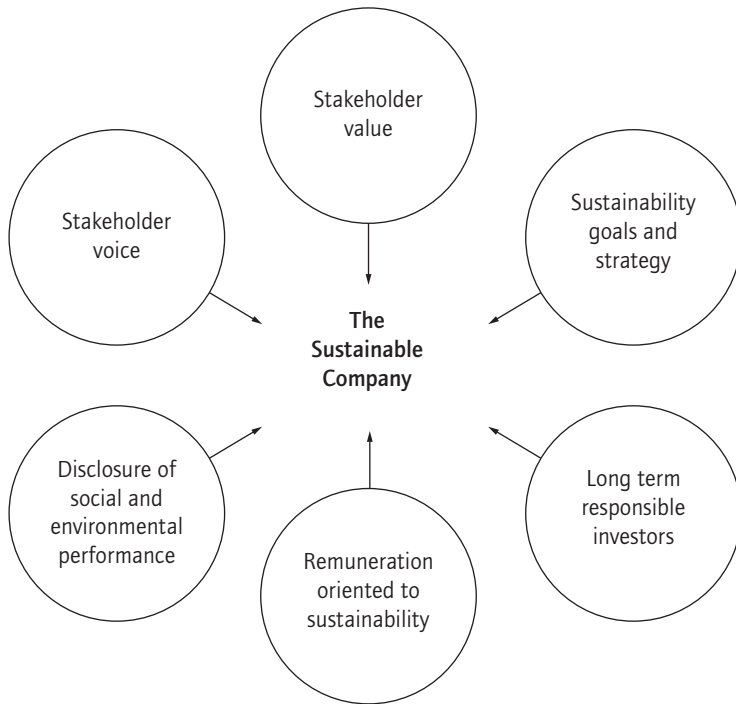 Stakeholder
value
Stakeholder
voice
Sustainability
goals and
strategy
The
Sustainable
Company
Disclosure of
social and
environmental
performance
Long term
responsible
investors
Remuneration
oriented to
sustainability